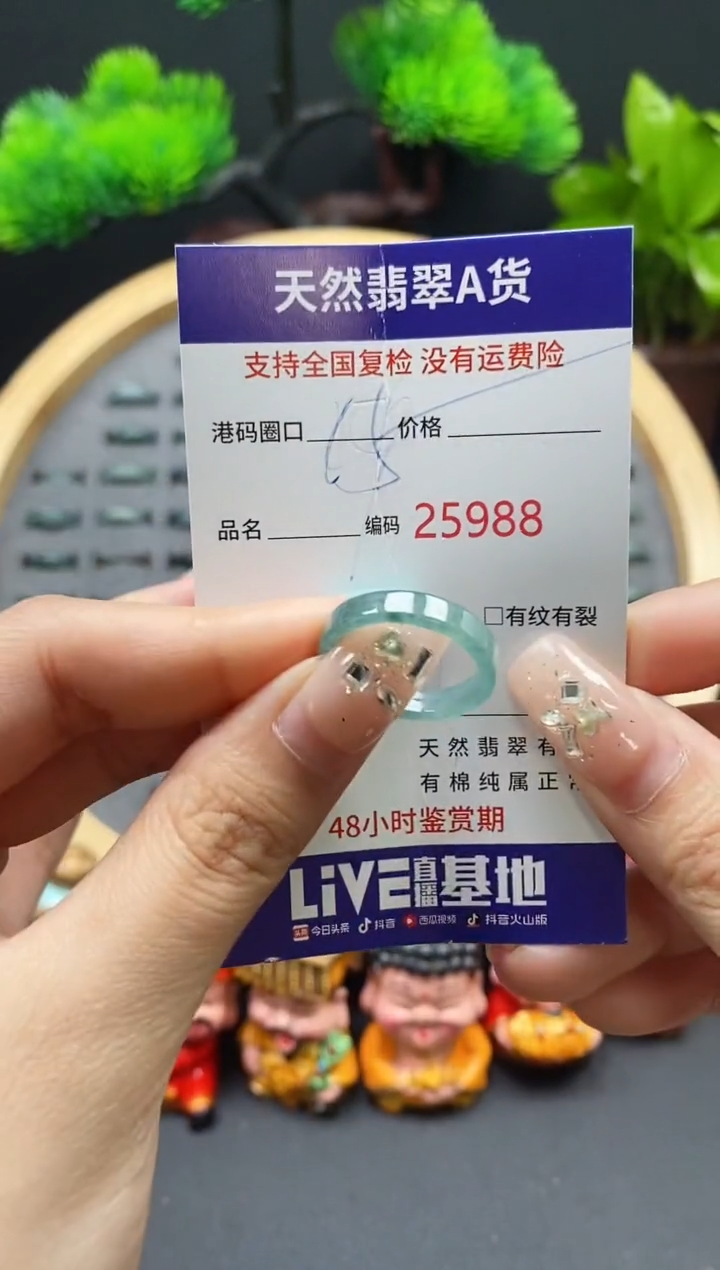 天然翡翠A货
支持全国复检 没有运费险
港码圈口 价格
品名 编码 25988
□有纹有裂
天然翡翠有
有棉纯属正
48小时鉴赏期
LiVE直播基地
头条 今日头条 抖音 西瓜视频 抖音火山版